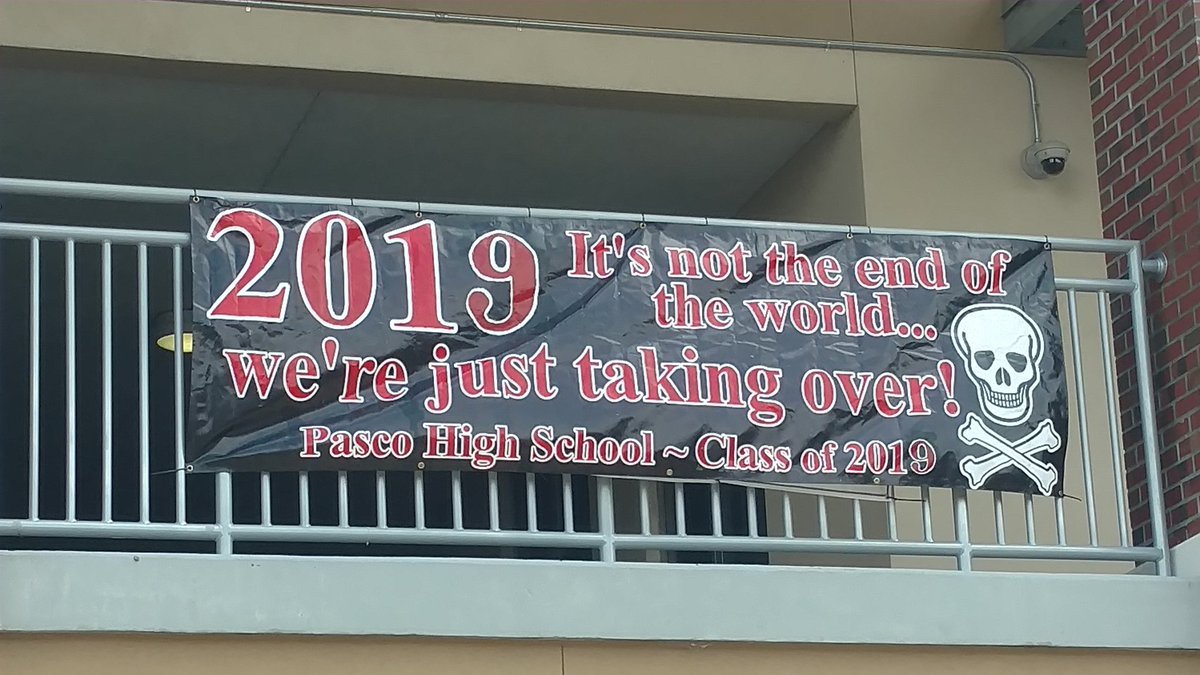 2019
It's not the end of
the world...
we're just taking over!
Pasco High School ~ Class of 2019